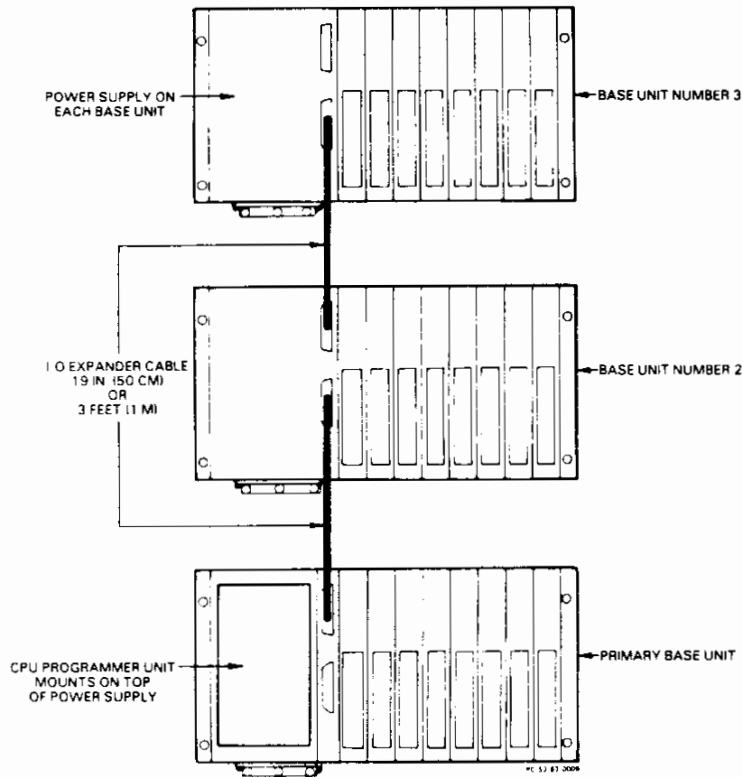 POWER SUPPLY ON
EACH BASE UNIT
BASE UNIT NUMBER 3
I O EXPANDER CABLE
19 IN (50 CM)
OR
3 FEET (1 M)
BASE UNIT NUMBER 2
CPU PROGRAMMER UNIT
MOUNTS ON TOP
OF POWER SUPPLY
PRIMARY BASE UNIT